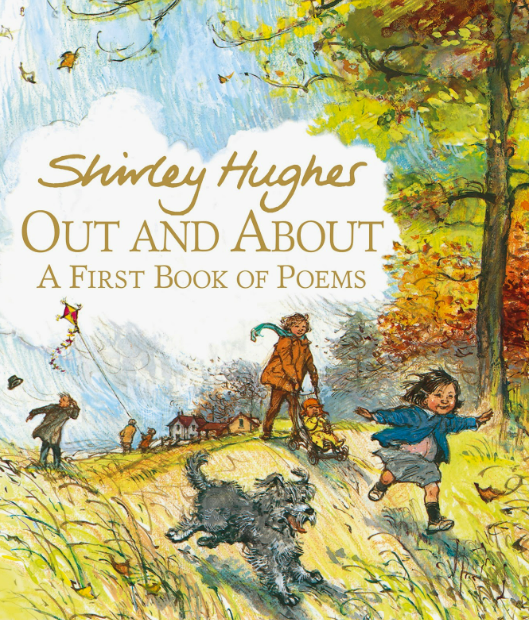 Shirley Hughes
OUT AND ABOUT
A FIRST BOOK OF POEMS